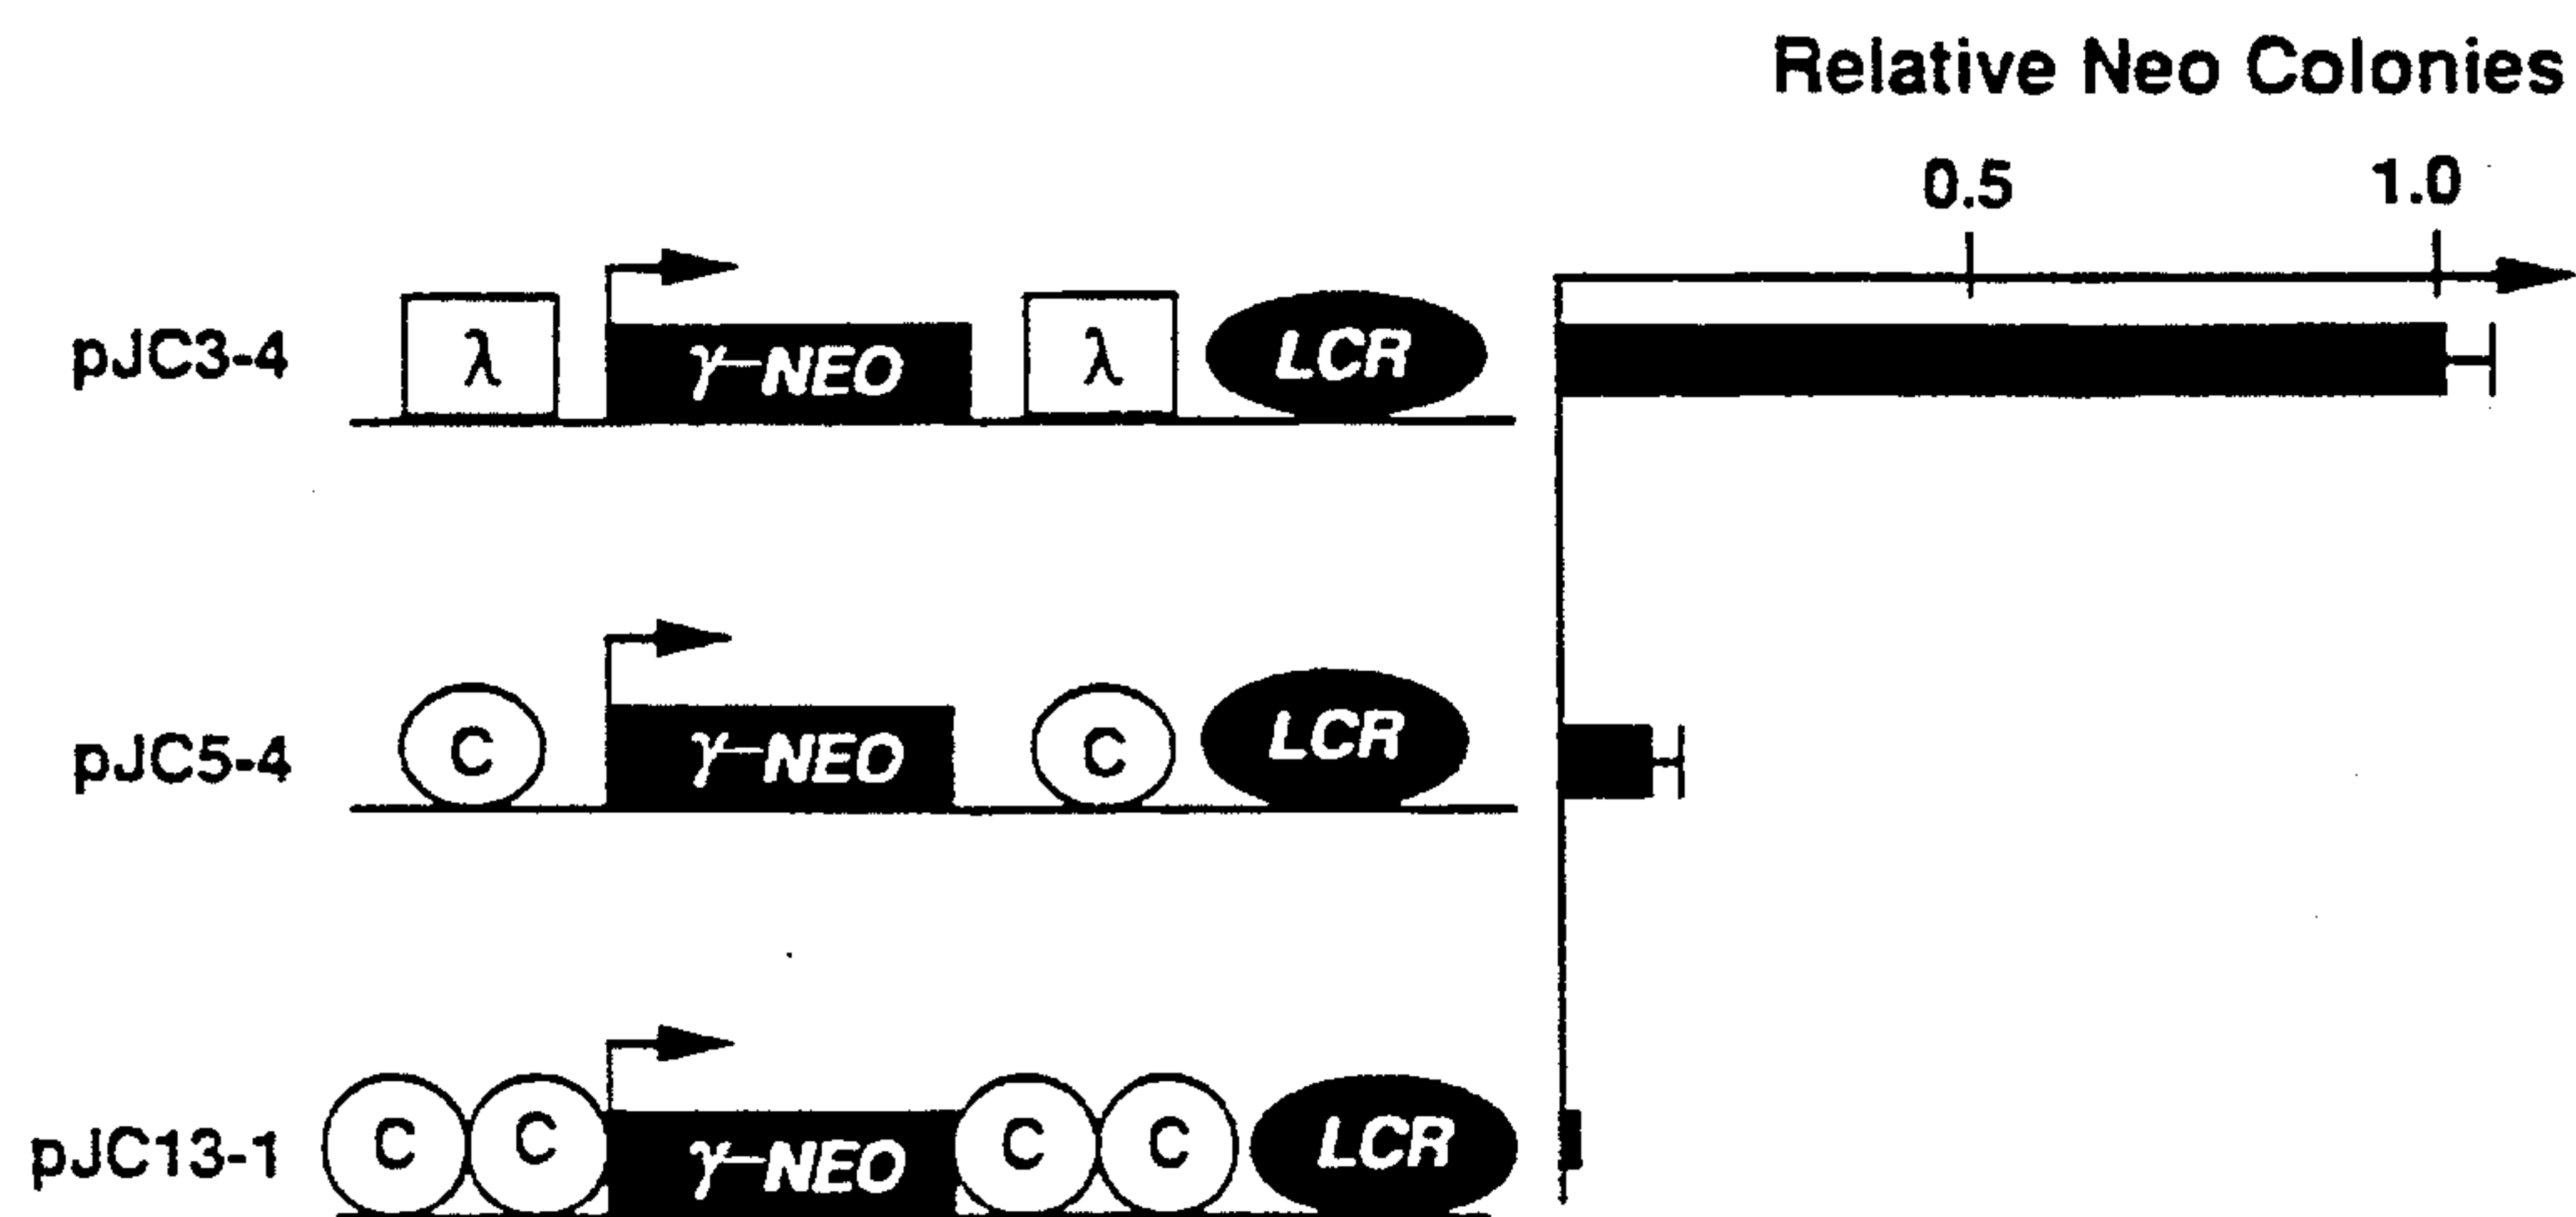 Relative Neo Colonies
0.5 1.0
pJC3-4 λ γ–NEO λ LCR
pJC5-4 C γ–NEO C LCR
pJC13-1 C C γ–NEO C C LCR